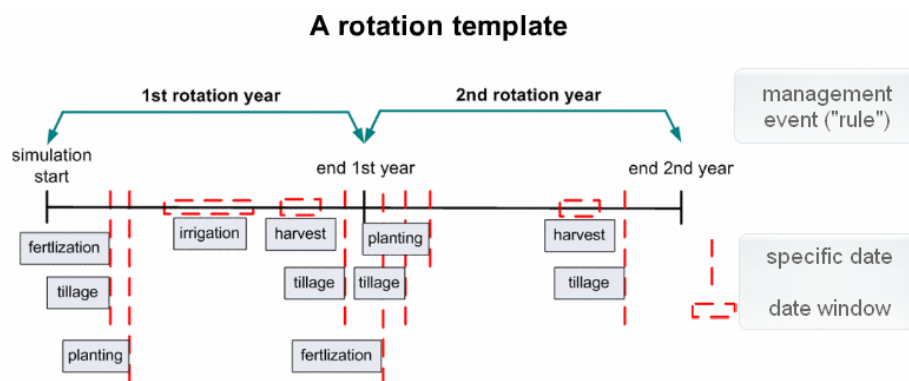 A rotation template
1st rotation year
2nd rotation year
management
event ("rule")
simulation
start
end 1st year
end 2nd year
fertlization
irrigation
harvest
planting
harvest
tillage
tillage
tillage
tillage
planting
fertlization
specific date
date window